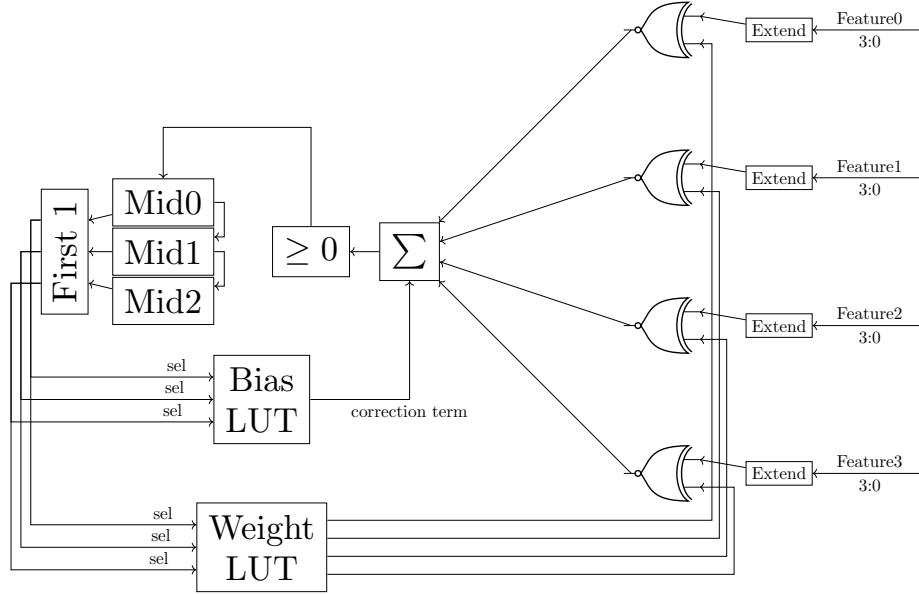 Feature0
Extend
3:0
Feature1
Extend
3:0
Mid0
First 1
Mid1
≥ 0
∑
Mid2
Feature2
Extend
3:0
sel
sel
sel
Bias
LUT
correction term
Feature3
Extend
3:0
sel
sel
sel
Weight
LUT